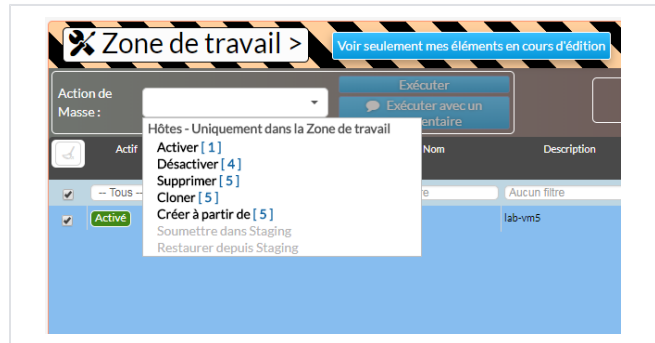 Zone de travail >
Voir seulement mes éléments en cours d'édition
Action de
Masse :
Exécuter
Exécuter avec un
Hôtes - Uniquement dans la Zone de travail
Activer [ 1 ]
Désactiver [ 4 ]
Supprimer [ 5 ]
Cloner [ 5 ]
Créer à partir de [ 5 ]
Soumettre dans Staging
Restaurer depuis Staging
Actif
Nom
Description
-- Tous --
Aucun filtre
Activé
lab-vm5